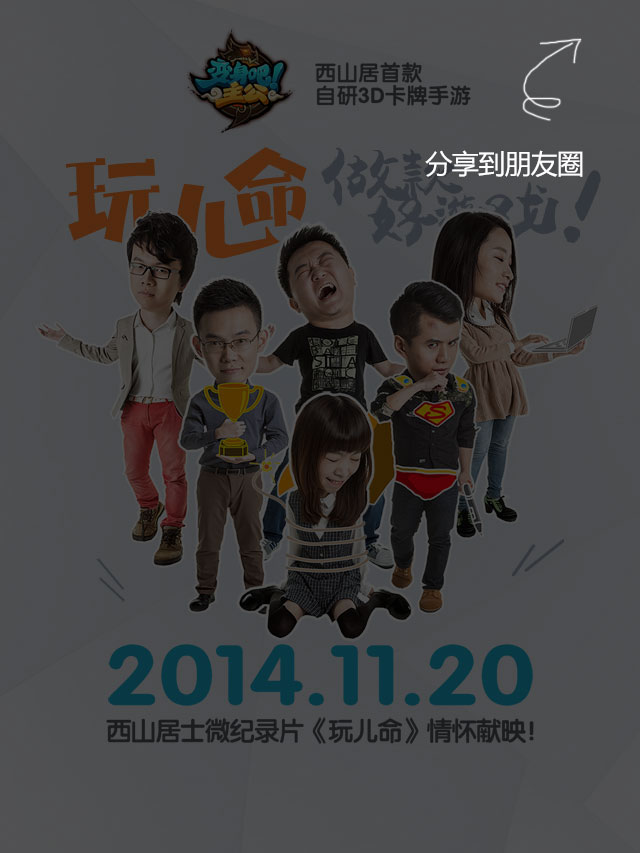 变身吧!
主公
西山居首款
自研3D卡牌手游
分享到朋友圈
玩儿命
做款
好游戏!
S
2014.11.20
西山居士微纪录片《玩儿命》情怀献映!